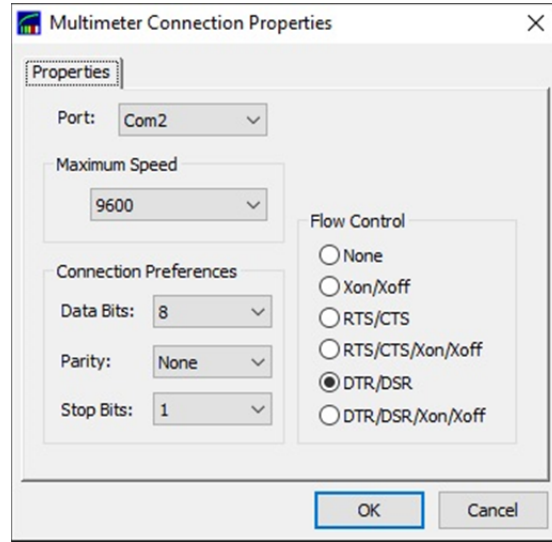 Multimeter Connection Properties
Properties
Port: Com2
Maximum Speed
9600
Connection Preferences
Data Bits: 8
Parity: None
Stop Bits: 1
Flow Control
None
Xon/Xoff
RTS/CTS
RTS/CTS/Xon/Xoff
DTR/DSR
DTR/DSR/Xon/Xoff
OK Cancel